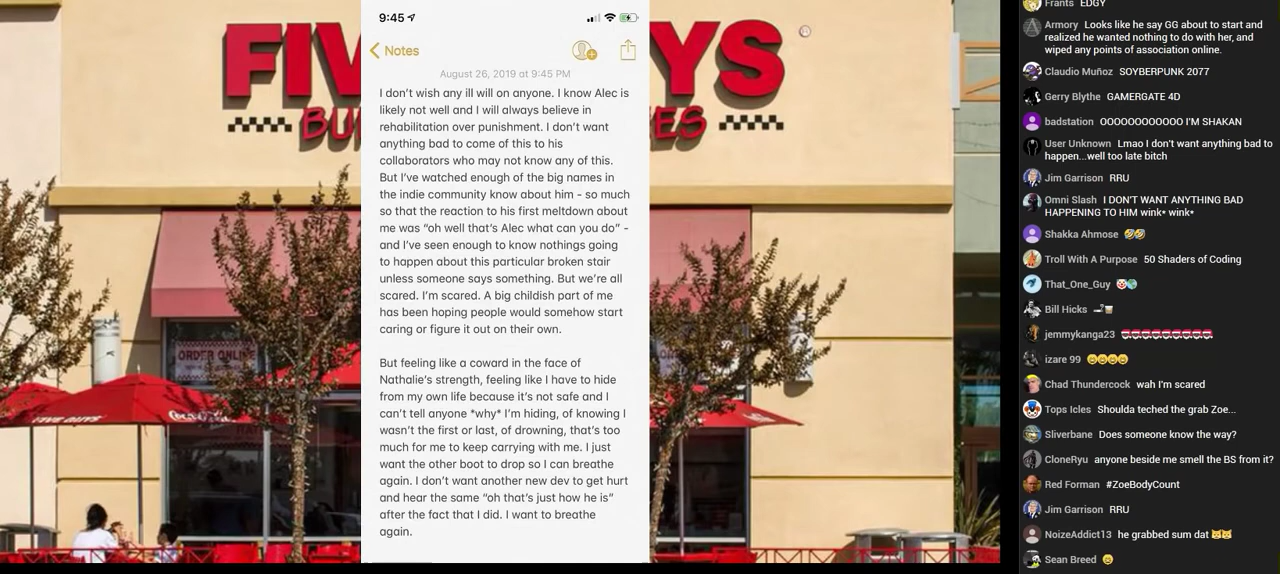 FIV
YS
BU
ES
ORDER ONLINE
FIVE GUYS
Coca-Cola
9:45
Notes
August 26, 2019 at 9:45 PM
I don't wish any ill will on anyone. I know Alec is
likely not well and I will always believe in
rehabilitation over punishment. I don't want
anything bad to come of this to his
collaborators who may not know any of this.
But I've watched enough of the big names in
the indie community know about him - so much
so that the reaction to his first meltdown about
me was "oh well that's Alec what can you do" -
and I've seen enough to know nothings going
to happen about this particular broken stair
unless someone says something. But we're all
scared. I'm scared. A big childish part of me
has been hoping people would somehow start
caring or figure it out on their own.
But feeling like a coward in the face of
Nathalie's strength, feeling like I have to hide
from my own life because it's not safe and I
can't tell anyone *why* I'm hiding, of knowing I
wasn't the first or last, of drowning, that's too
much for me to keep carrying with me. I just
want the other boot to drop so I can breathe
again. I don't want another new dev to get hurt
and hear the same "oh that's just how he is"
after the fact that I did. I want to breathe
again.
Frants EDGY
Armory Looks like he say GG about to start and
realized he wanted nothing to do with her, and
wiped any points of association online.
Claudio Muñoz SOYBERPUNK 2077
Gerry Blythe GAMERGATE 4D
badstation OOOOOOOOOOOO I'M SHAKAN
User Unknown Lmao I don't want anything bad to
happen...well too late bitch
Jim Garrison RRU
Omni Slash I DON'T WANT ANYTHING BAD
HAPPENING TO HIM wink* wink*
Shakka Ahmose 🤣🤣
Troll With A Purpose 50 Shaders of Coding
That_One_Guy 🤡🌎
Bill Hicks
jemmykanga23
izare 99 😄😄😄😄
Chad Thundercock wah I'm scared
Tops Icles Shoulda teched the grab Zoe...
Sliverbane Does someone know the way?
CloneRyu anyone beside me smell the BS from it?
Red Forman #ZoeBodyCount
Jim Garrison RRU
NoizeAddict13 he grabbed sum dat 😼😼
Sean Breed 😄